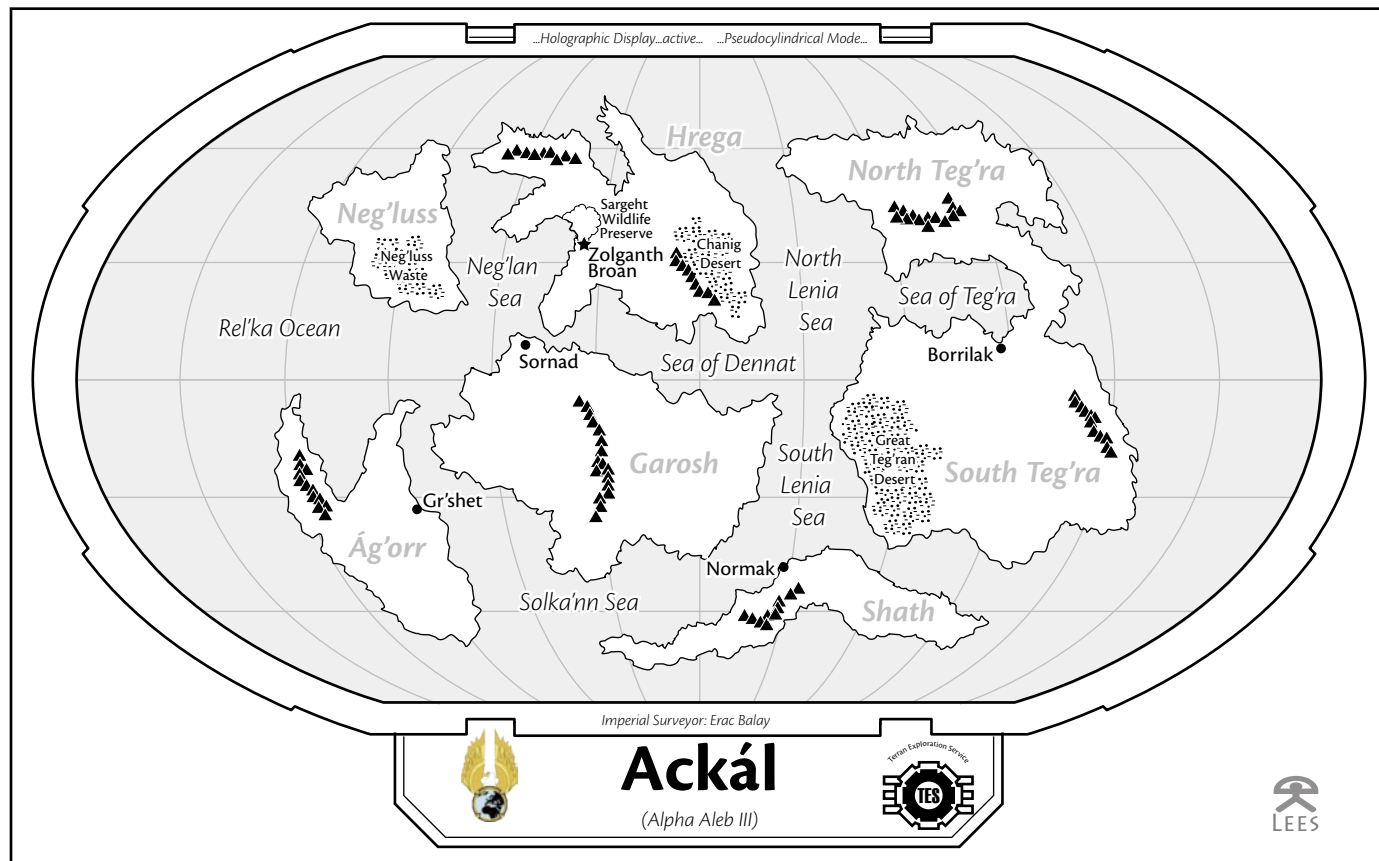 ...Holographic Display...active... ...Pseudocylindrical Mode...
Hrega
North Teg'ra
Neg'luss
Sargeht
Wildlife
Preserve
Zolganth
Broan
Chanig
Desert
Neg'luss
Waste
Neg'lan
Sea
North
Lenia
Sea
Sea of Teg'ra
Rel'ka Ocean
Sornad
Sea of Dennat
Borrilak
Garosh
South
Lenia
Sea
Great
Teg'ran
Desert
South Teg'ra
Gr'shet
Ág'orr
Normak
Solka'nn Sea
Shath
Imperial Surveyor: Erac Balay
Ackál
(Alpha Aleb III)
Terran Exploration Service
TES
LEES